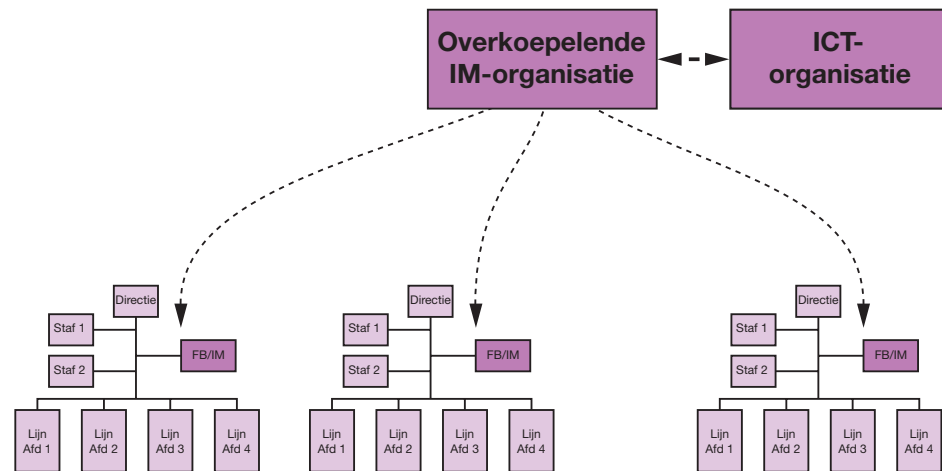 Overkoepelende
IM-organisatie
ICT-
organisatie
Directie
Staf 1
Staf 2
FB/IM
Lijn
Afd 1
Lijn
Afd 2
Lijn
Afd 3
Lijn
Afd 4
Directie
Staf 1
Staf 2
FB/IM
Lijn
Afd 1
Lijn
Afd 2
Lijn
Afd 3
Lijn
Afd 4
Directie
Staf 1
Staf 2
FB/IM
Lijn
Afd 1
Lijn
Afd 2
Lijn
Afd 3
Lijn
Afd 4